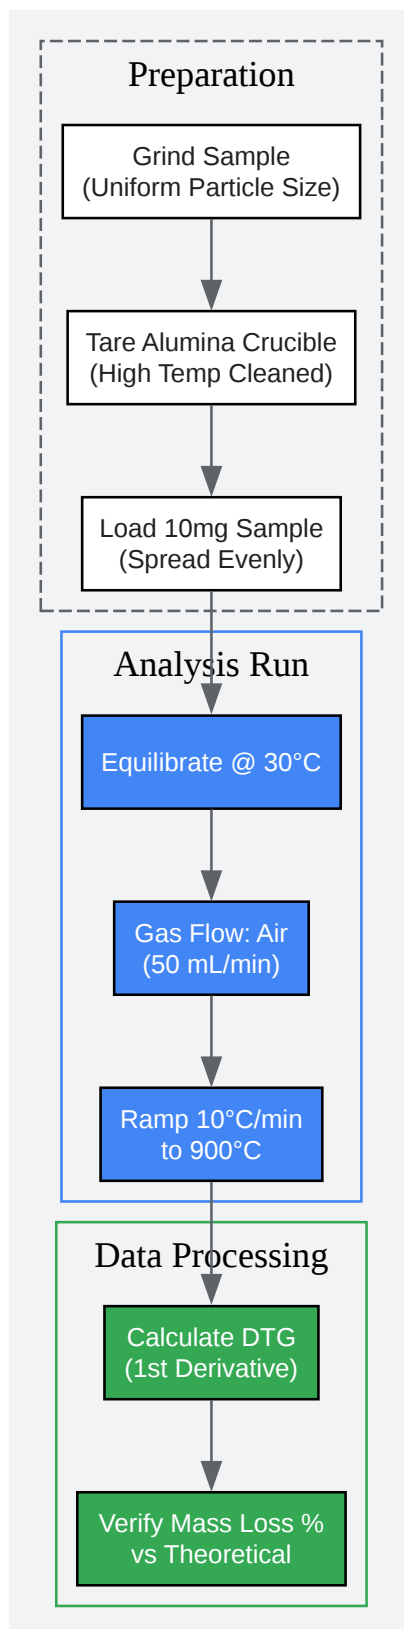 Preparation
Grind Sample
(Uniform Particle Size)
Tare Alumina Crucible
(High Temp Cleaned)
Load 10mg Sample
(Spread Evenly)
Analysis Run
Equilibrate @ 30°C
Gas Flow: Air
(50 mL/min)
Ramp 10°C/min
to 900°C
Data Processing
Calculate DTG
(1st Derivative)
Verify Mass Loss %
vs Theoretical